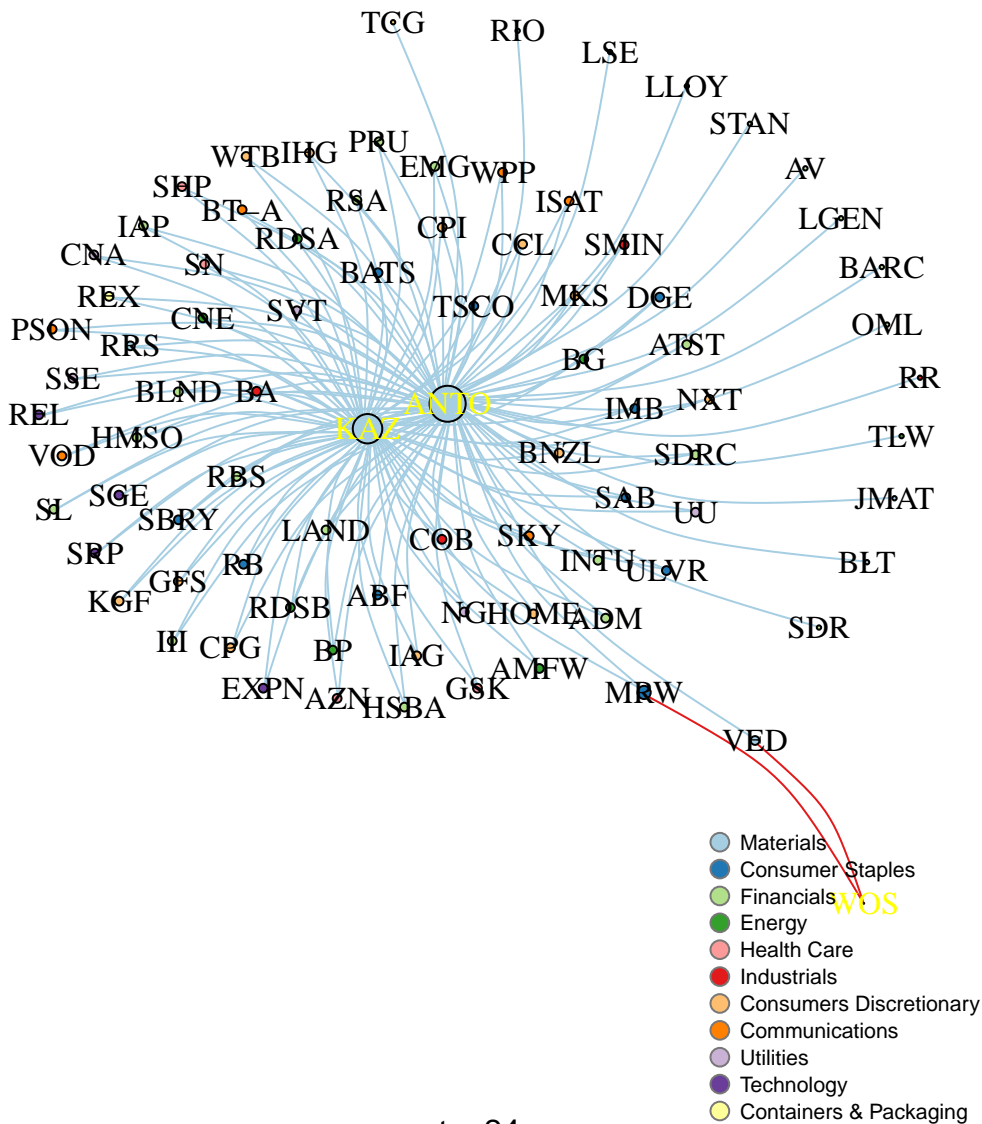 TCG
RIO
LSE
LLOY
STAN
AV
LGEN
BARC
OML
RR
TLW
JMAT
BLT
SDR
WTB
IHG
PRU
EMG
WPP
SHP
RSA
ISAT
IAP
BT–A
CPI
CCL
SMIN
RDSA
CNA
SN
BATS
REX
SVT
TSCO
MKS
DGE
PSON
CNE
RRS
ATST
BG
SSE
BLND
BA
ANTO
IMB
NXT
REL
KAZ
HMSO
VOD
BNZL
SDRC
RBS
SL
SGE
SAB
UU
SBRY
LAND
COB
SKY
SRP
RB
INTU
ULVR
KGF
GFS
RDSB
ABF
NG
HOME
ADM
III
CPG
BP
IAG
AMFW
EXPN
AZN
HSBA
GSK
MRW
VED
WOS
Materials
Consumer Staples
Financials
Energy
Health Care
Industrials
Consumers Discretionary
Communications
Utilities
Technology
Containers & Packaging